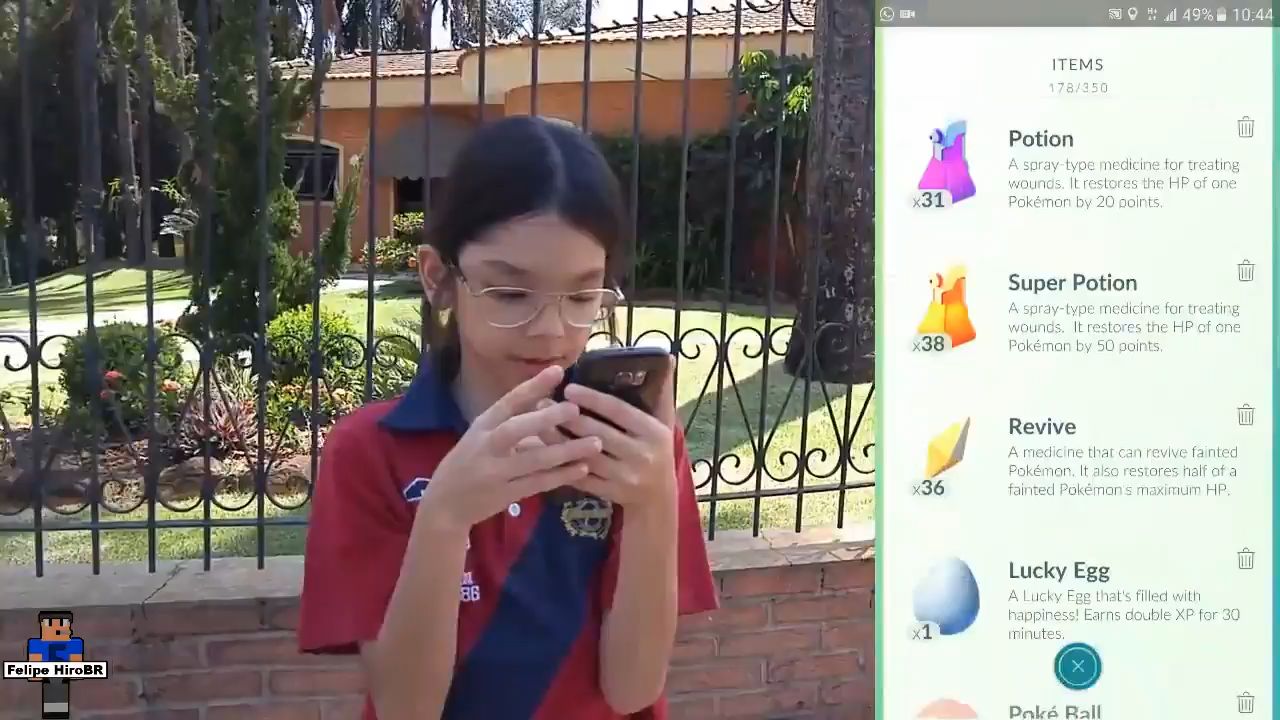 49% 10:44
ITEMS
178/350
Potion
A spray-type medicine for treating
wounds. It restores the HP of one
Pokémon by 20 points.
x31
Super Potion
A spray-type medicine for treating
wounds. It restores the HP of one
Pokémon by 50 points.
x38
Revive
A medicine that can revive fainted
Pokémon. It also restores half of a
fainted Pokémon's maximum HP.
x36
Lucky Egg
A Lucky Egg that's filled with
happiness! Earns double XP for 30
minutes.
x1
Poké Ball
86
Felipe HiroBR